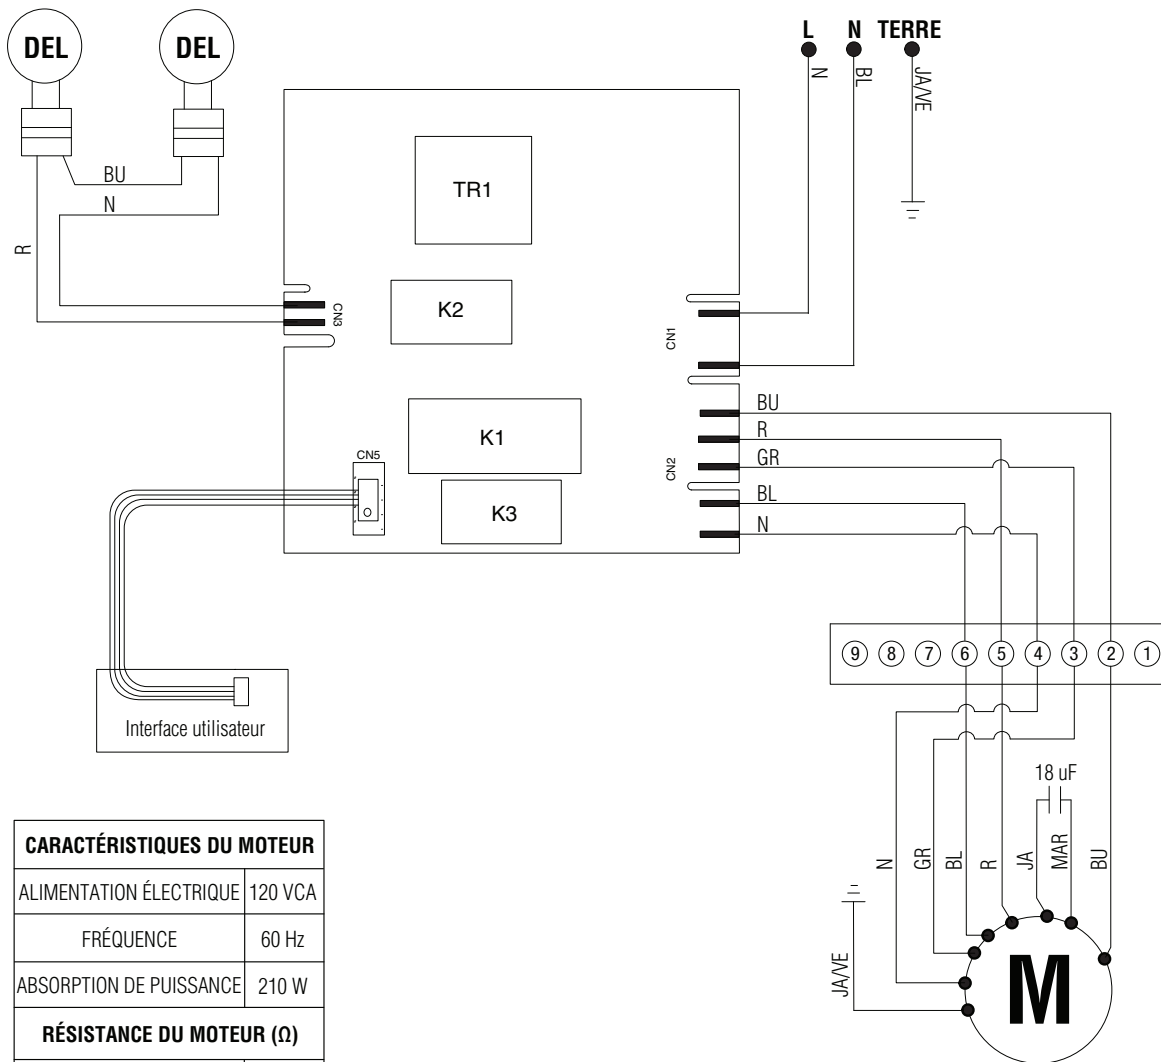 DEL DEL
L N TERRE
N BL JA/VE
BU
N
R
TR1
K2
CN3
CN1
K1
CN5
CN2
K3
BU
R
GR
BL
N
9 8 7 6 5 4 3 2 1
Interface utilisateur
18 uF
N GR BL R JA MAR BU
JA/VE
M
CARACTÉRISTIQUES DU MOTEUR
ALIMENTATION ÉLECTRIQUE 120 VCA
FRÉQUENCE 60 Hz
ABSORPTION DE PUISSANCE 210 W
RÉSISTANCE DU MOTEUR (Ω)